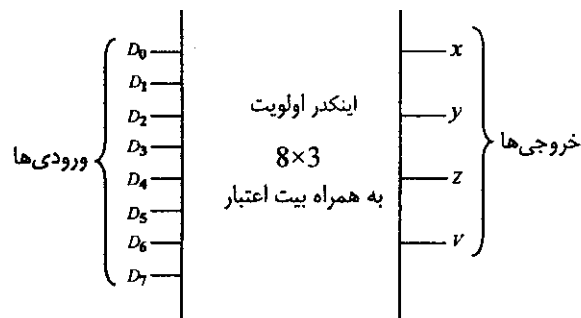 D₀
D₁
D₂
D₃
D₄
D₅
D₆
D₇
ورودی‌ها
اینکدر اولویت
8×3
به همراه بیت اعتبار
x
y
z
v
خروجی‌ها